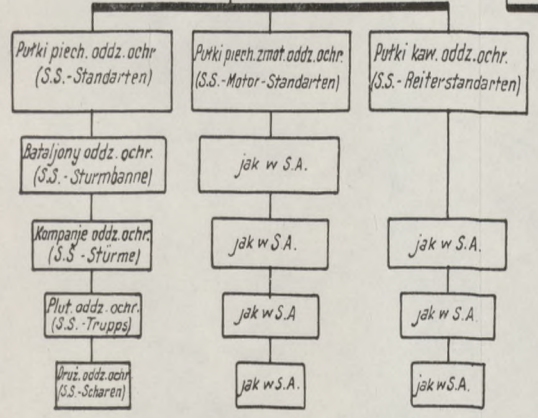 Pułki piech. oddz. ochr
(S.S.-Standarten)
Pułki piech. zmot. oddz. ochr.
(S.S.-Motor-Standarten)
Pułki kaw. oddz. ochr.
(S.S.-Reiterstandarten)
Bataljony oddz. ochr.
(S.S.-Sturmbanne)
jak w S.A.
Kompanje oddz. ochr.
(S.S-Stürme)
jak w S.A.
jak w S.A.
Plut. oddz. ochr.
(S.S.-Trupps)
jak w S.A
jak w S.A.
Druż. oddz. ochr.
(S.S.-Scharen)
jak w S.A.
jak w S.A.